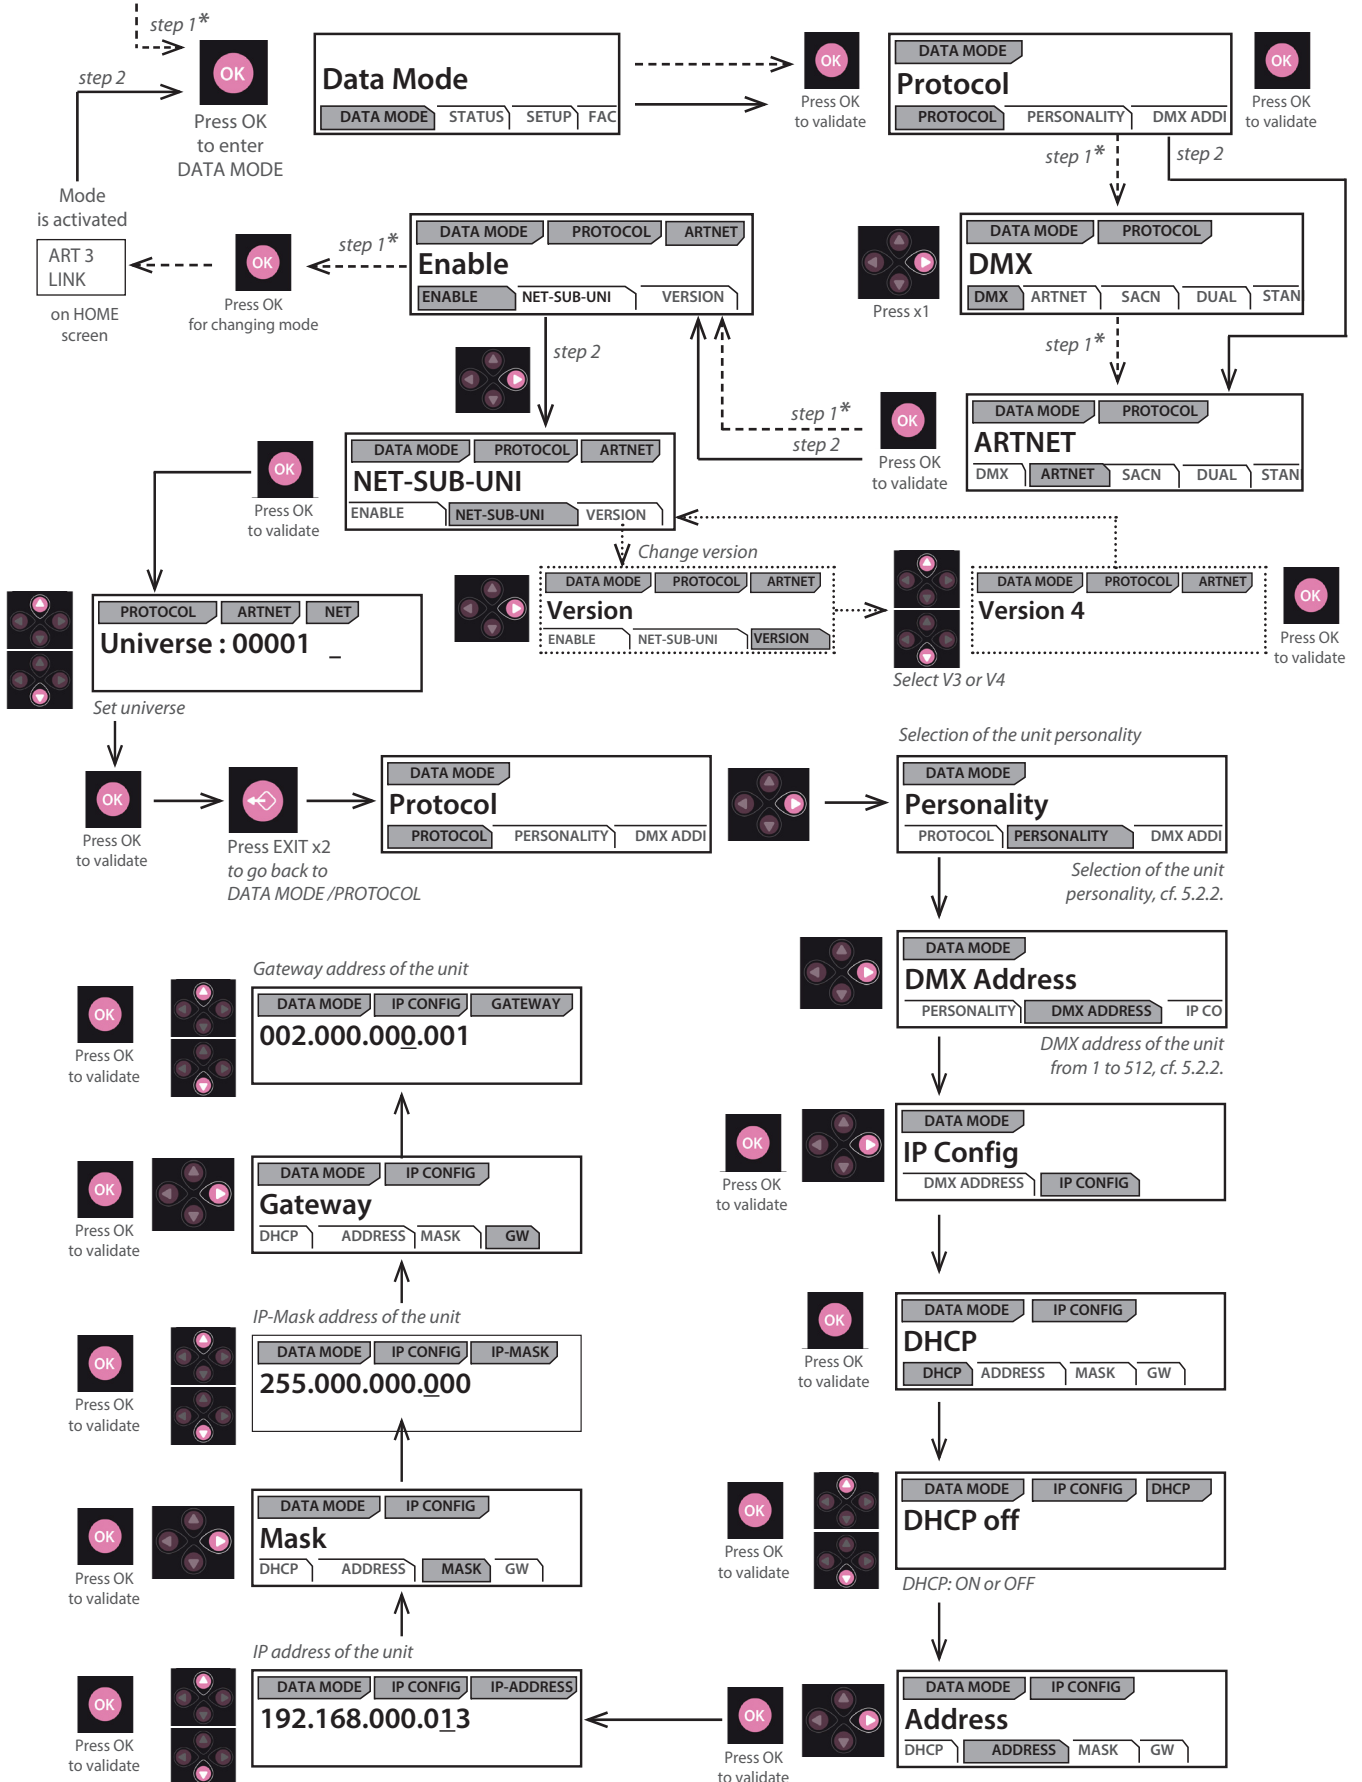 step 1*
step 2
OK
Press OK
to enter
DATA MODE
Data Mode
DATA MODE STATUS SETUP FAC
OK
Press OK
to validate
DATA MODE
Protocol
PROTOCOL PERSONALITY DMX ADDI
OK
Press OK
to validate
step 1*
step 2
Mode
is activated
ART 3
LINK
on HOME
screen
OK
Press OK
for changing mode
step 1*
DATA MODE PROTOCOL ARTNET
Enable
ENABLE NET-SUB-UNI VERSION
Press x1
DATA MODE PROTOCOL
DMX
DMX ARTNET SACN DUAL STAN
step 1*
step 2
step 1*
step 2
OK
Press OK
to validate
DATA MODE PROTOCOL
ARTNET
DMX ARTNET SACN DUAL STAN
OK
Press OK
to validate
DATA MODE PROTOCOL ARTNET
NET-SUB-UNI
ENABLE NET-SUB-UNI VERSION
Change version
DATA MODE PROTOCOL ARTNET
Version
ENABLE NET-SUB-UNI VERSION
Select V3 or V4
DATA MODE PROTOCOL ARTNET
Version 4
OK
Press OK
to validate
PROTOCOL ARTNET NET
Universe : 00001 _
Set universe
OK
Press OK
to validate
Press EXIT x2
to go back to
DATA MODE /PROTOCOL
DATA MODE
Protocol
PROTOCOL PERSONALITY DMX ADDI
Selection of the unit personality
DATA MODE
Personality
PROTOCOL PERSONALITY DMX ADDI
Selection of the unit
personality, cf. 5.2.2.
DATA MODE
DMX Address
PERSONALITY DMX ADDRESS IP CO
DMX address of the unit
from 1 to 512, cf. 5.2.2.
OK
Press OK
to validate
DATA MODE
IP Config
DMX ADDRESS IP CONFIG
OK
Press OK
to validate
DATA MODE IP CONFIG
DHCP
DHCP ADDRESS MASK GW
OK
Press OK
to validate
DATA MODE IP CONFIG DHCP
DHCP off
DHCP: ON or OFF
OK
Press OK
to validate
DATA MODE IP CONFIG
Address
DHCP ADDRESS MASK GW
Gateway address of the unit
OK
Press OK
to validate
DATA MODE IP CONFIG GATEWAY
002.000.000.001
OK
Press OK
to validate
DATA MODE IP CONFIG
Gateway
DHCP ADDRESS MASK GW
IP-Mask address of the unit
OK
Press OK
to validate
DATA MODE IP CONFIG IP-MASK
255.000.000.000
OK
Press OK
to validate
DATA MODE IP CONFIG
Mask
DHCP ADDRESS MASK GW
IP address of the unit
OK
Press OK
to validate
DATA MODE IP CONFIG IP-ADDRESS
192.168.000.013